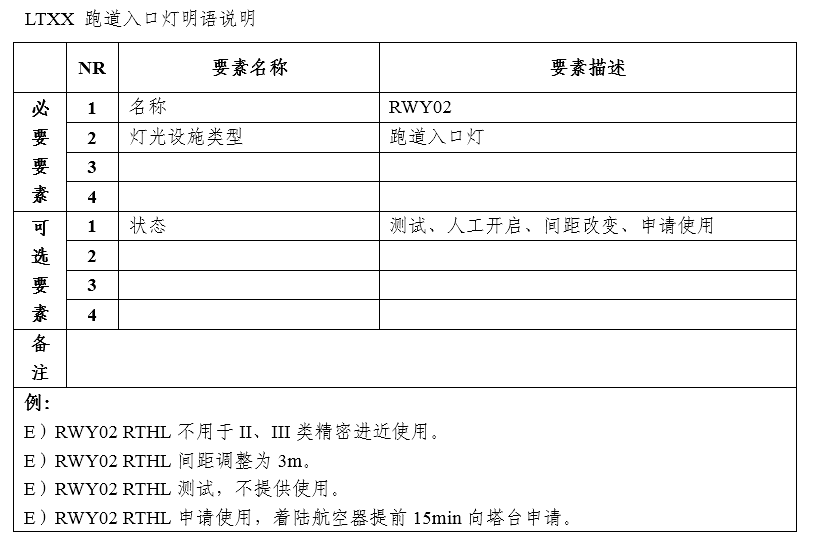 LTXX 跑道入口灯明语说明
NR 要素名称 要素描述
必要要素
1 名称 RWY02
2 灯光设施类型 跑道入口灯
3
4
可选要素
1 状态 测试、人工开启、间距改变、申请使用
2
3
4
备注
例：
E）RWY02 RTHL 不用于 II、III 类精密进近使用。
E）RWY02 RTHL 间距调整为 3m。
E）RWY02 RTHL 测试，不提供使用。
E）RWY02 RTHL 申请使用，着陆航空器提前 15min 向塔台申请。